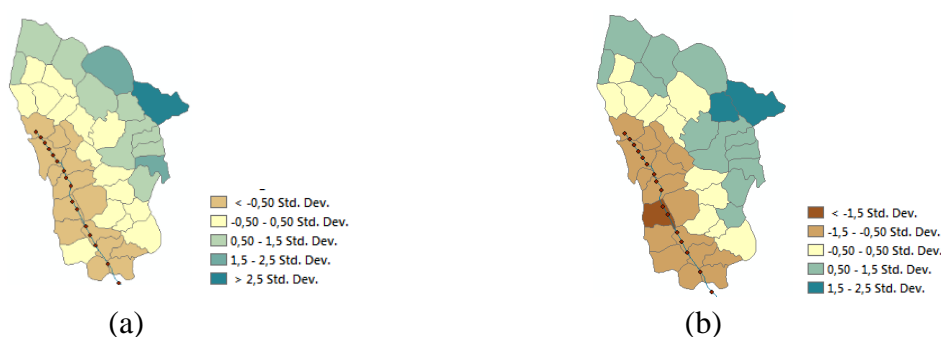 < -0,50 Std. Dev.
-0,50 - 0,50 Std. Dev.
0,50 - 1,5 Std. Dev.
1,5 - 2,5 Std. Dev.
> 2,5 Std. Dev.
(a)
< -1,5 Std. Dev.
-1,5 - -0,50 Std. Dev.
-0,50 - 0,50 Std. Dev.
0,50 - 1,5 Std. Dev.
1,5 - 2,5 Std. Dev.
(b)